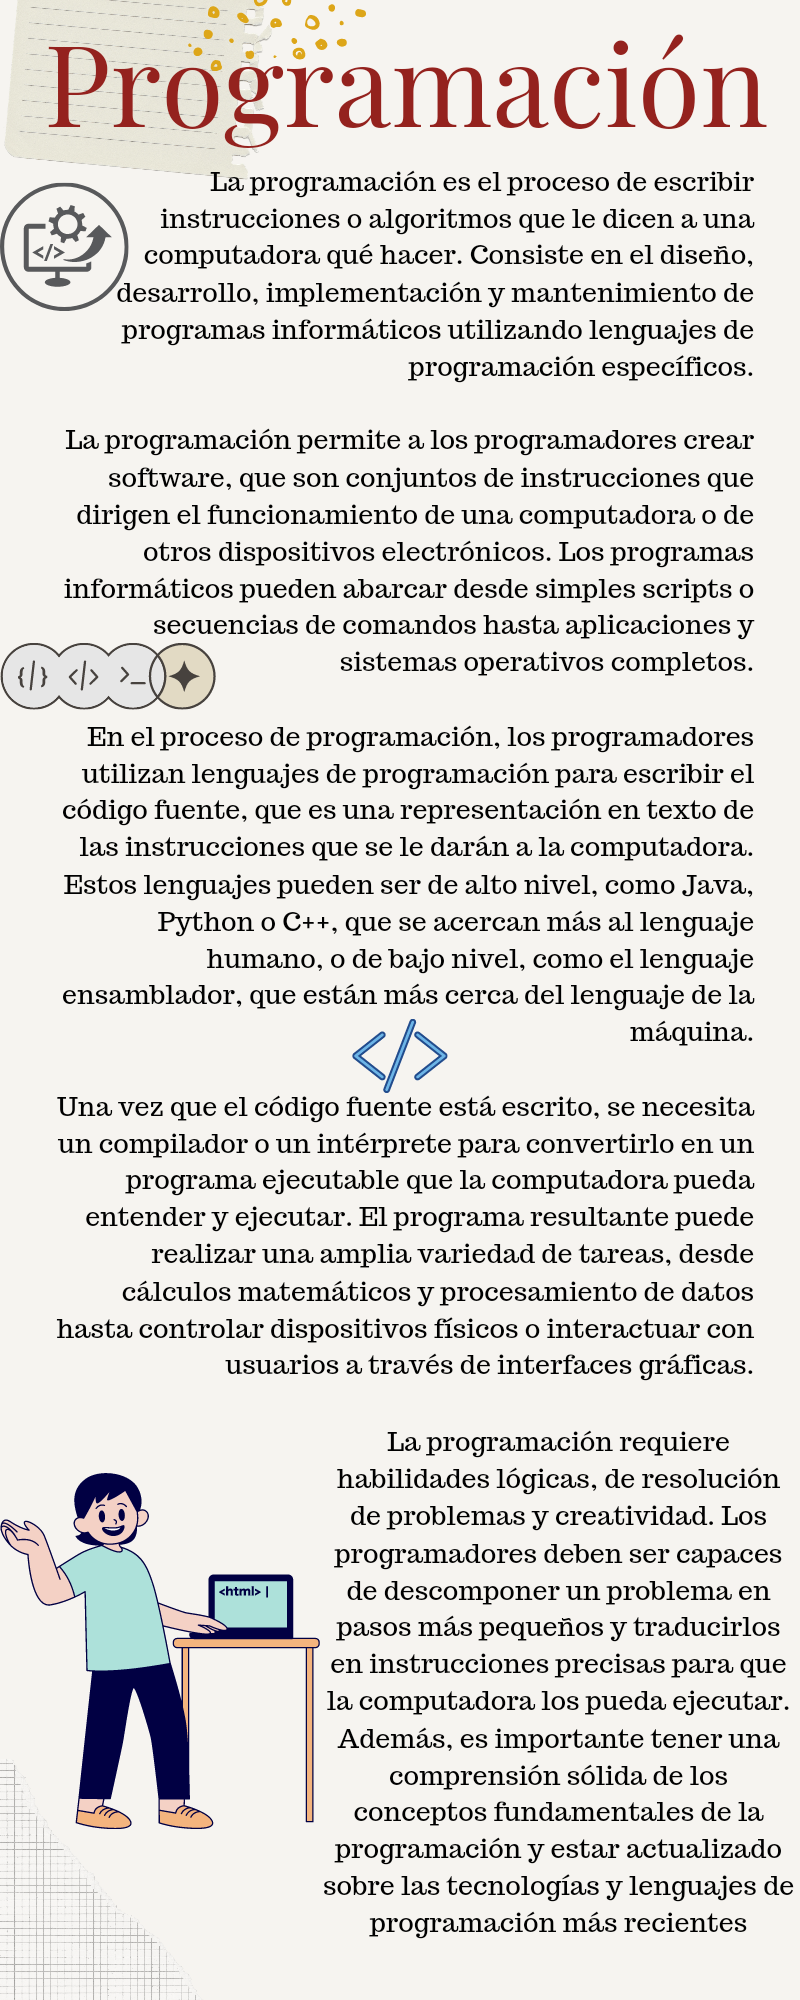 Programación
La programación es el proceso de escribir
instrucciones o algoritmos que le dicen a una
computadora qué hacer. Consiste en el diseño,
desarrollo, implementación y mantenimiento de
programas informáticos utilizando lenguajes de
programación específicos.
</>
La programación permite a los programadores crear
software, que son conjuntos de instrucciones que
dirigen el funcionamiento de una computadora o de
otros dispositivos electrónicos. Los programas
informáticos pueden abarcar desde simples scripts o
secuencias de comandos hasta aplicaciones y
sistemas operativos completos.
{/} </> >_
En el proceso de programación, los programadores
utilizan lenguajes de programación para escribir el
código fuente, que es una representación en texto de
las instrucciones que se le darán a la computadora.
Estos lenguajes pueden ser de alto nivel, como Java,
Python o C++, que se acercan más al lenguaje
humano, o de bajo nivel, como el lenguaje
ensamblador, que están más cerca del lenguaje de la
máquina.
</>
Una vez que el código fuente está escrito, se necesita
un compilador o un intérprete para convertirlo en un
programa ejecutable que la computadora pueda
entender y ejecutar. El programa resultante puede
realizar una amplia variedad de tareas, desde
cálculos matemáticos y procesamiento de datos
hasta controlar dispositivos físicos o interactuar con
usuarios a través de interfaces gráficas.
La programación requiere
habilidades lógicas, de resolución
de problemas y creatividad. Los
programadores deben ser capaces
de descomponer un problema en
pasos más pequeños y traducirlos
en instrucciones precisas para que
la computadora los pueda ejecutar.
Además, es importante tener una
comprensión sólida de los
conceptos fundamentales de la
programación y estar actualizado
sobre las tecnologías y lenguajes de
programación más recientes
<html> |